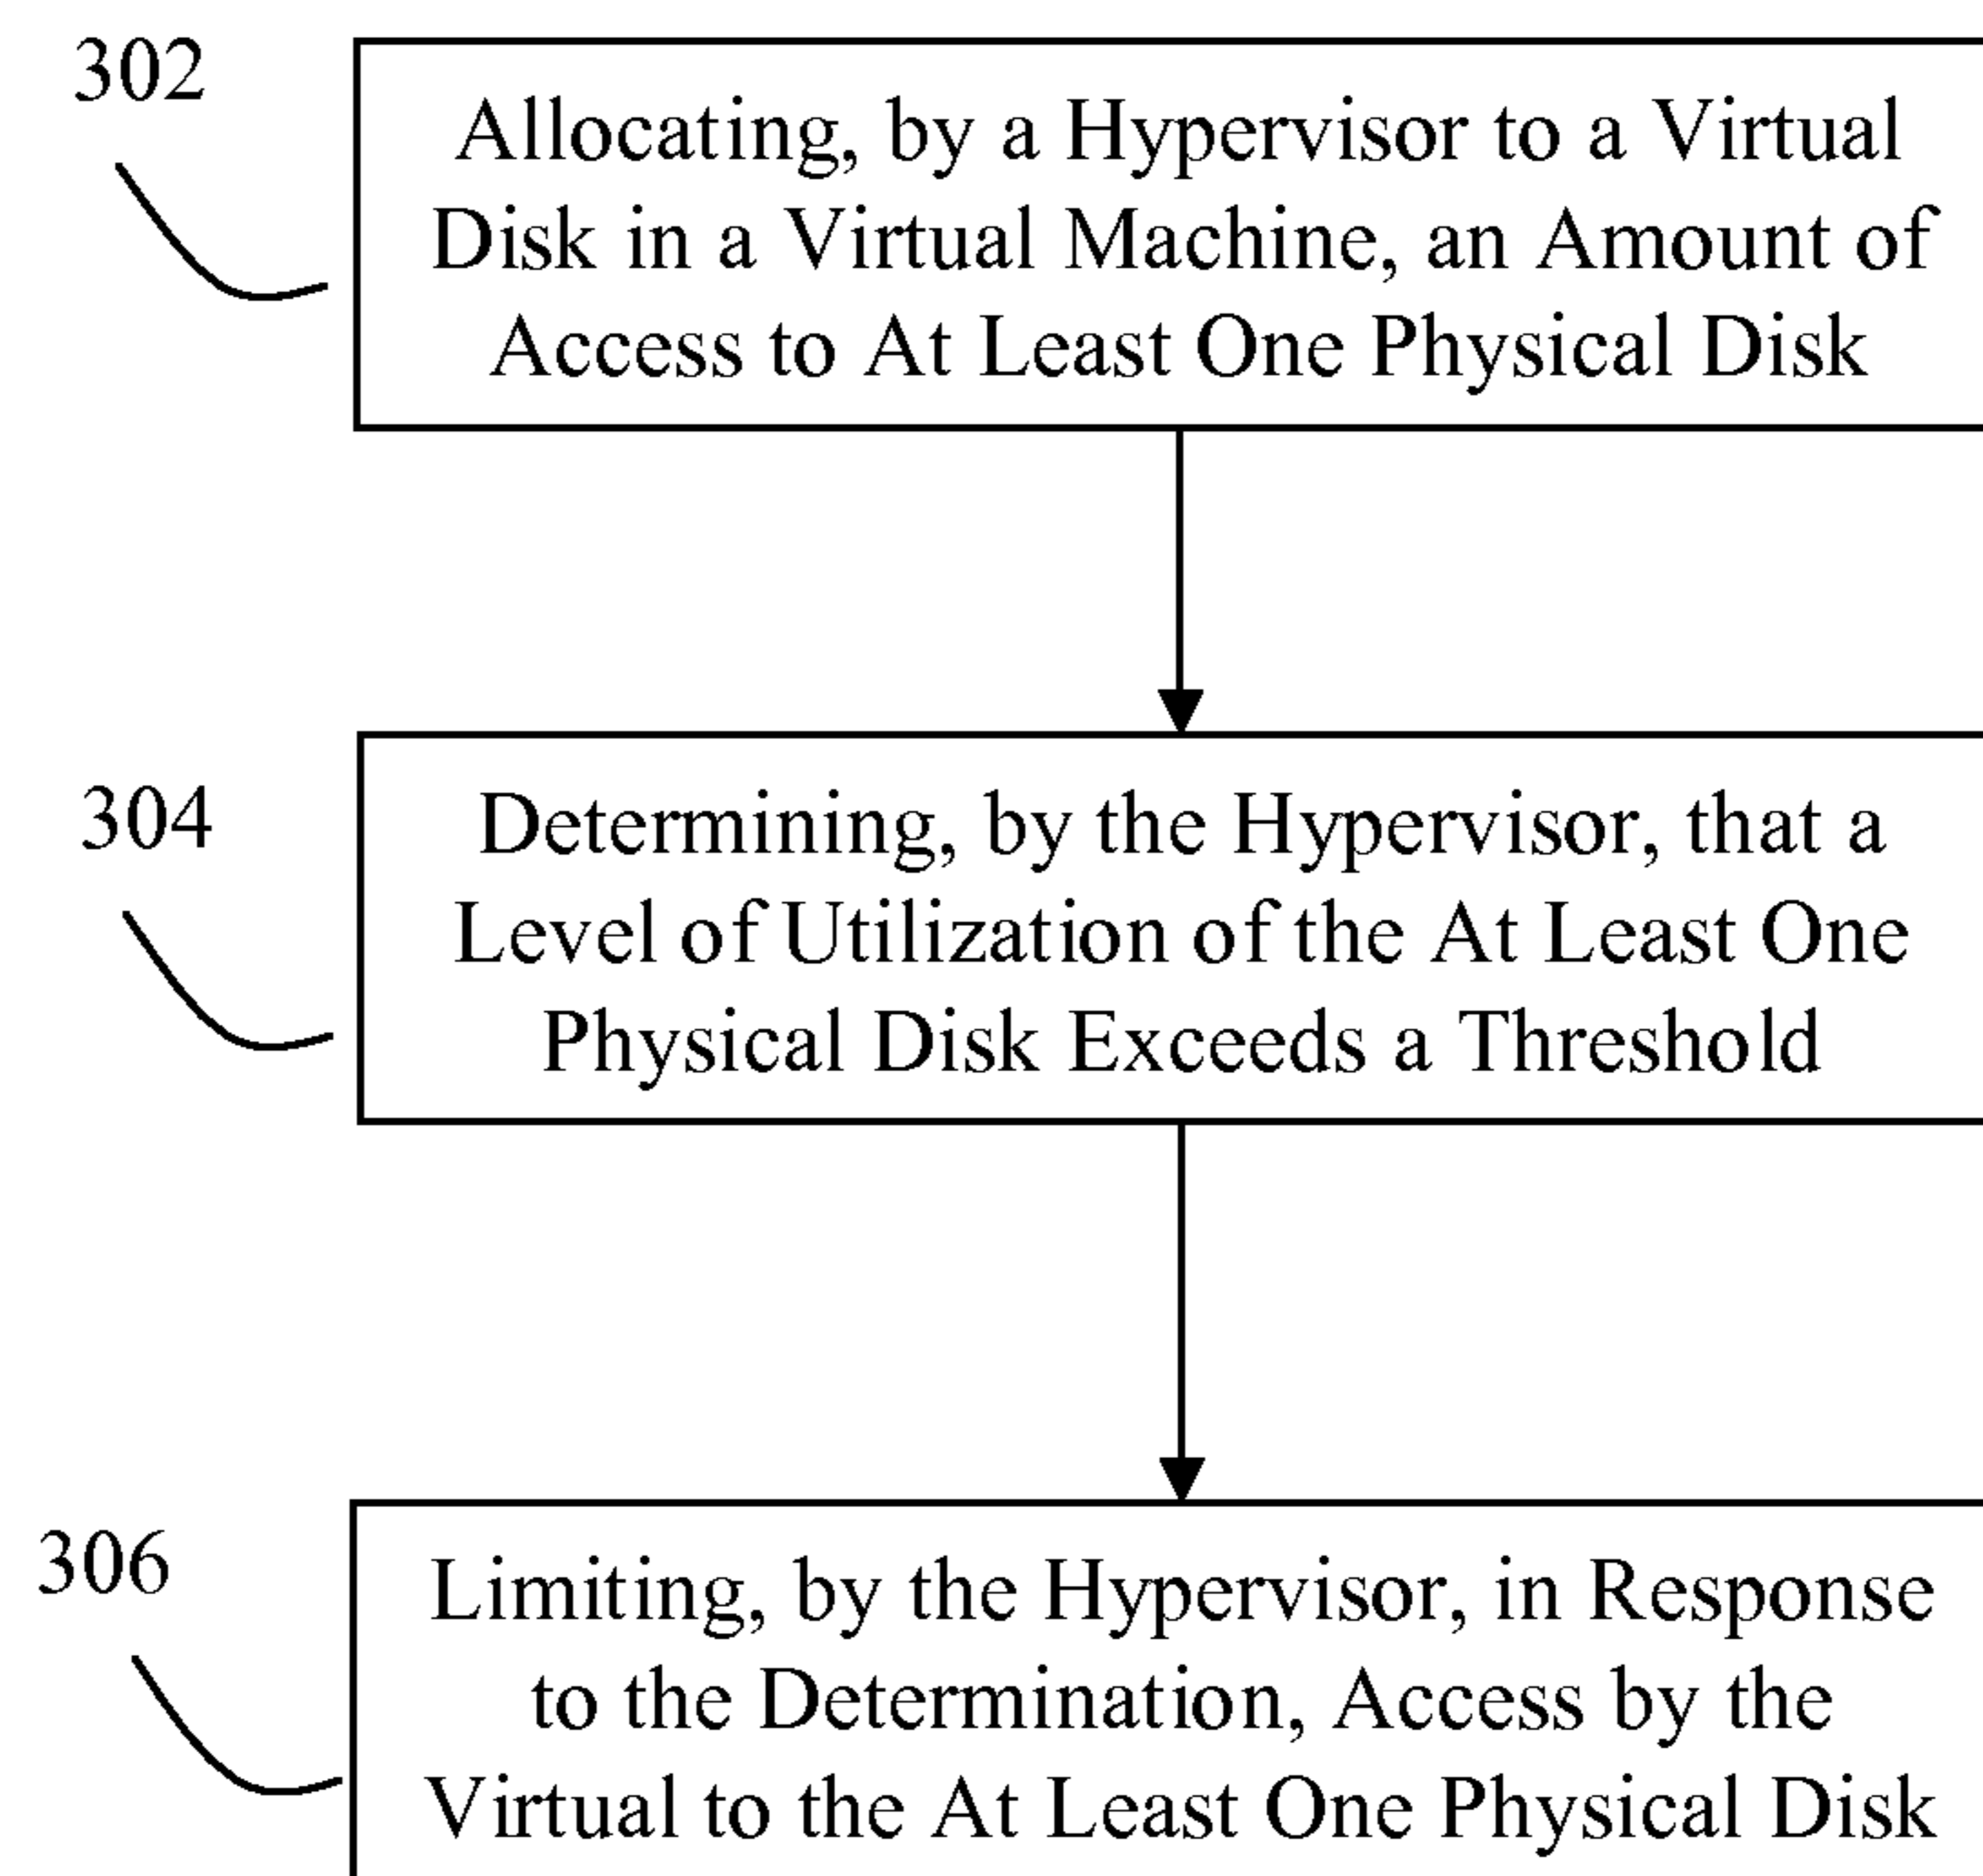 302
Allocating, by a Hypervisor to a Virtual
Disk in a Virtual Machine, an Amount of
Access to At Least One Physical Disk
304
Determining, by the Hypervisor, that a
Level of Utilization of the At Least One
Physical Disk Exceeds a Threshold
306
Limiting, by the Hypervisor, in Response
to the Determination, Access by the
Virtual to the At Least One Physical Disk